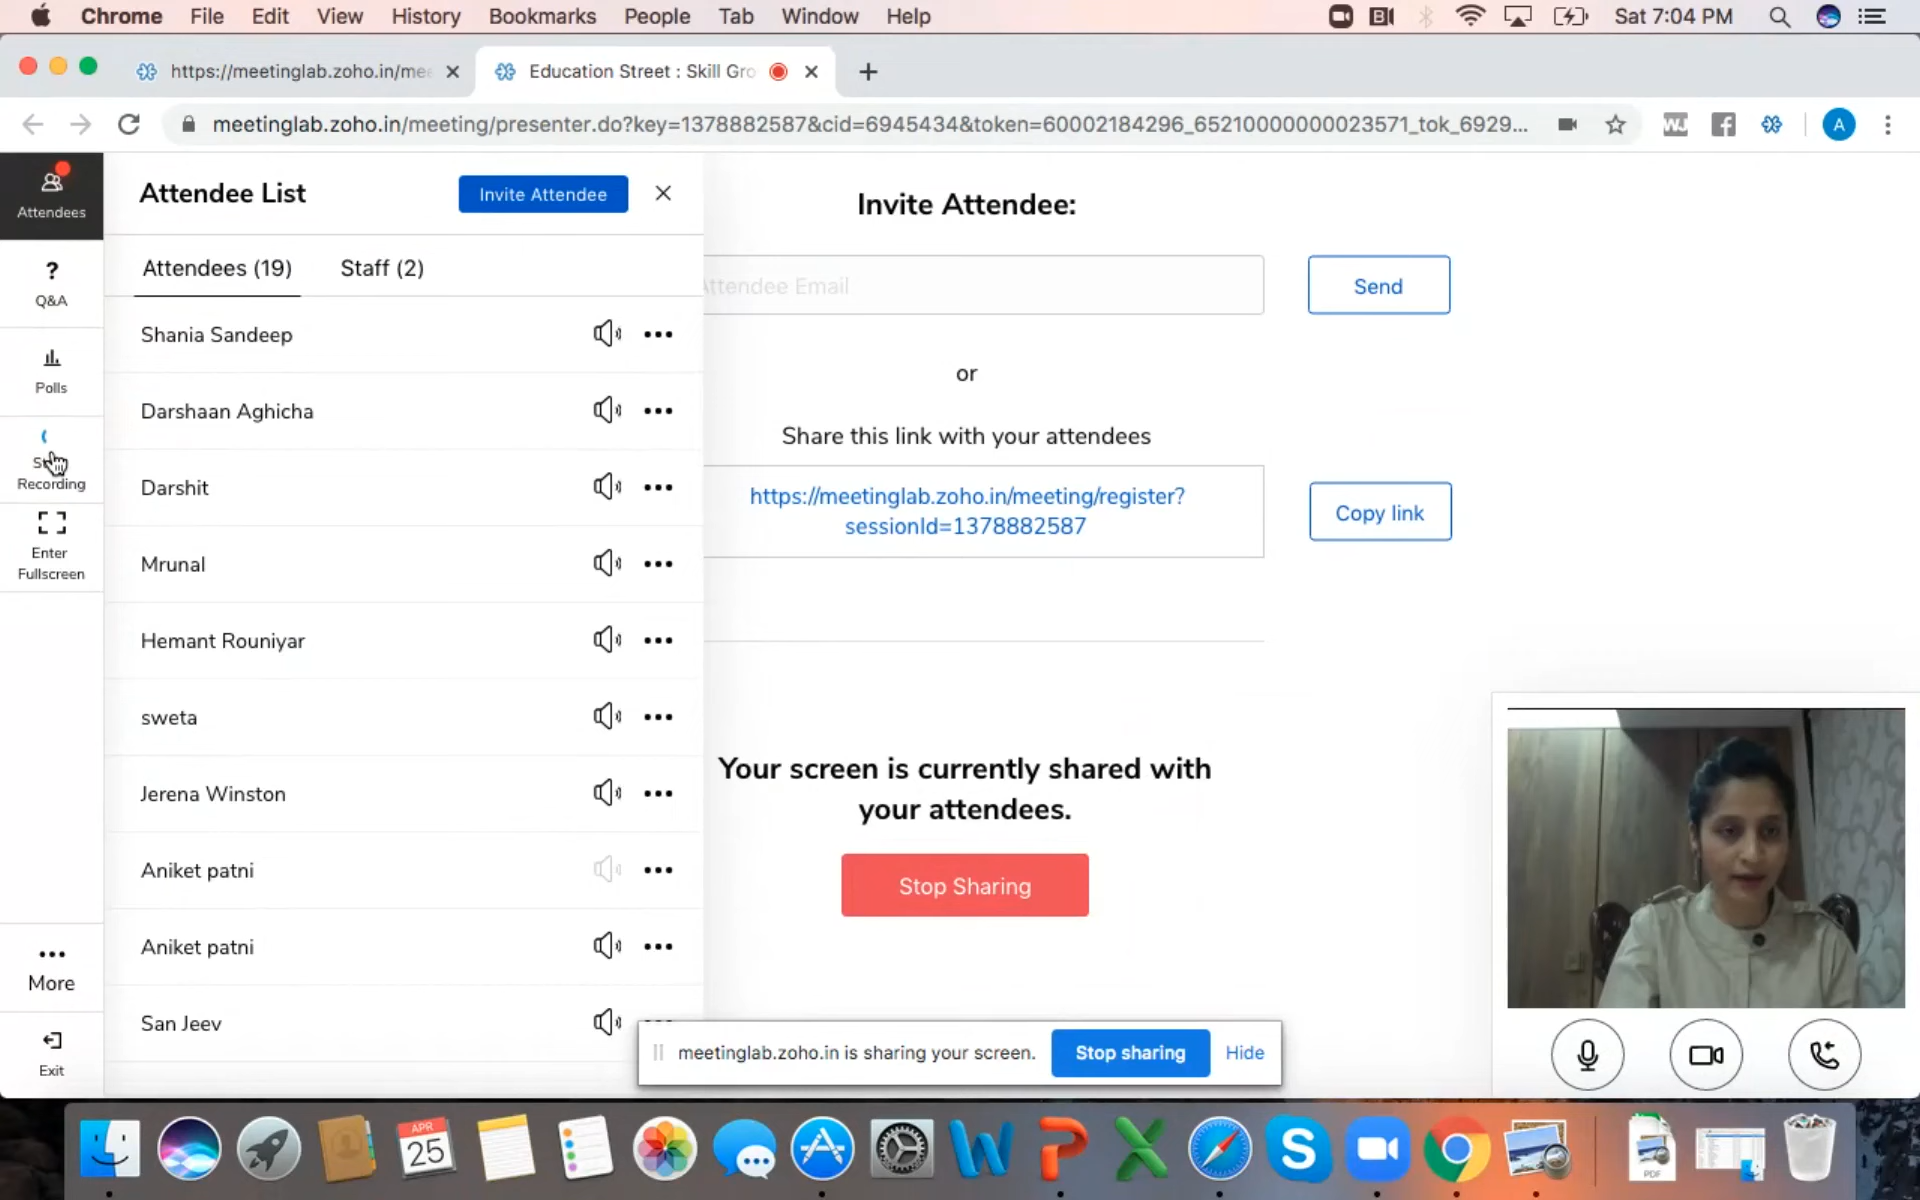 Chrome File Edit View History Bookmarks People Tab Window Help Sat 7:04 PM
https://meetinglab.zoho.in/mee
Education Street : Skill Gro
meetinglab.zoho.in/meeting/presenter.do?key=1378882587&cid=6945434&token=60002184296_65210000000023571_tok_6929...
A
Attendees
?
Q&A
Polls
Recording
Enter
Fullscreen
More
Exit
Attendee List
Invite Attendee
Attendees (19) Staff (2)
Shania Sandeep
Darshaan Aghicha
Darshit
Mrunal
Hemant Rouniyar
sweta
Jerena Winston
Aniket patni
Aniket patni
San Jeev
Invite Attendee:
Attendee Email
Send
or
Share this link with your attendees
https://meetinglab.zoho.in/meeting/register?
sessionId=1378882587
Copy link
Your screen is currently shared with
your attendees.
Stop Sharing
meetinglab.zoho.in is sharing your screen. Stop sharing Hide
APR
25
PDF